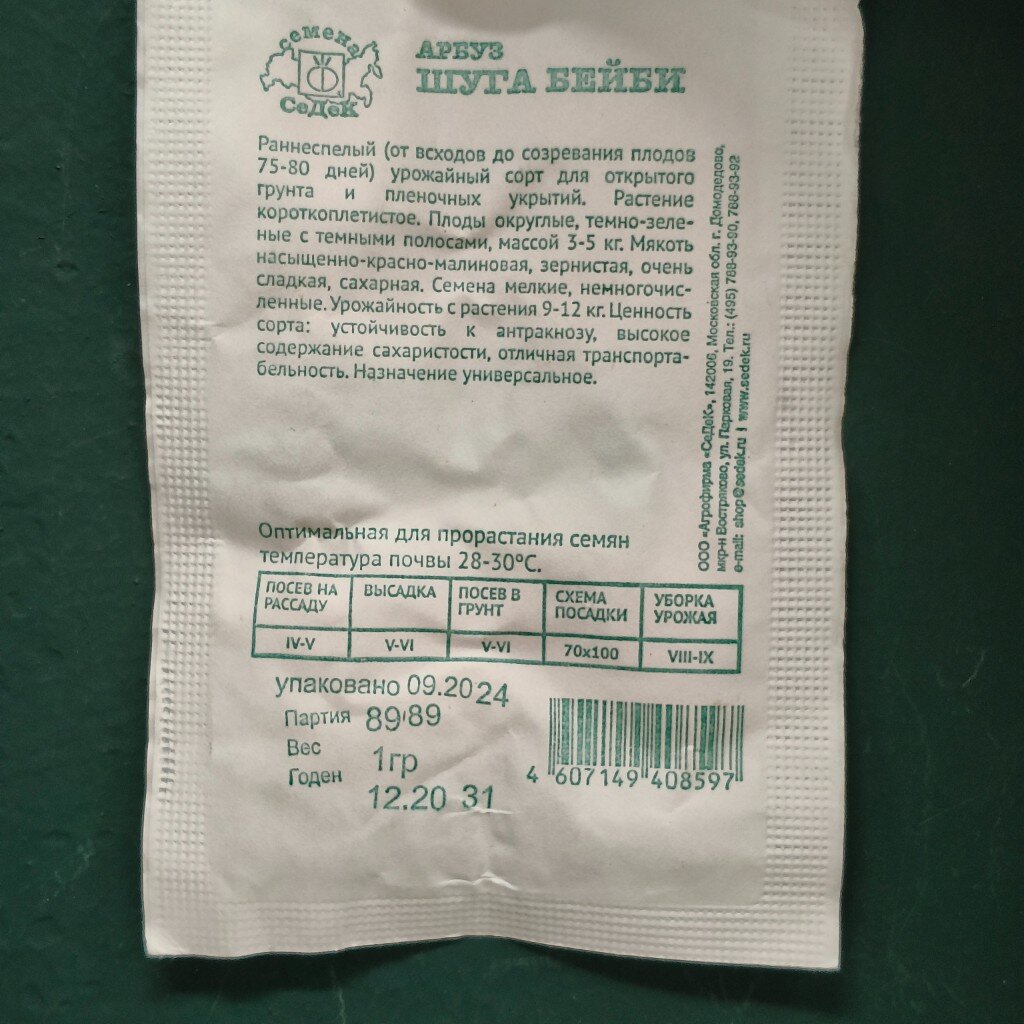 семена
СеДеК
АРБУЗ
ШУГА БЕЙБИ
Раннеспелый (от всходов до созревания плодов
75-80 дней) урожайный сорт для открытого
грунта и пленочных укрытий. Растение
короткоплетистое. Плоды округлые, темно-зеле-
ные с темными полосами, массой 3-5 кг. Мякоть
насыщенно-красно-малиновая, зернистая, очень
сладкая, сахарная. Семена мелкие, немногочис-
ленные. Урожайность с растения 9-12 кг. Ценность
сорта: устойчивость к антракнозу, высокое
содержание сахаристости, отличная транспорта-
бельность. Назначение универсальное.
ООО «Агрофирма «СеДеК», 142006, Московская обл. г. Домодедово,
мкр-н Востряково, ул. Парковая, 19. Тел.: (495) 788-93-90, 788-93-92
e-mail: shop@sedek.ru | www.sedek.ru
Оптимальная для прорастания семян
температура почвы 28-30ºС.
ПОСЕВ НА РАССАДУ ВЫСАДКА ПОСЕВ В ГРУНТ СХЕМА ПОСАДКИ УБОРКА УРОЖАЯ
IV-V V-VI V-VI 70х100 VIII-IX
упаковано 09.2024
Партия 89'89
Вес 1гр
Годен 12.20 31
4 607149 408597